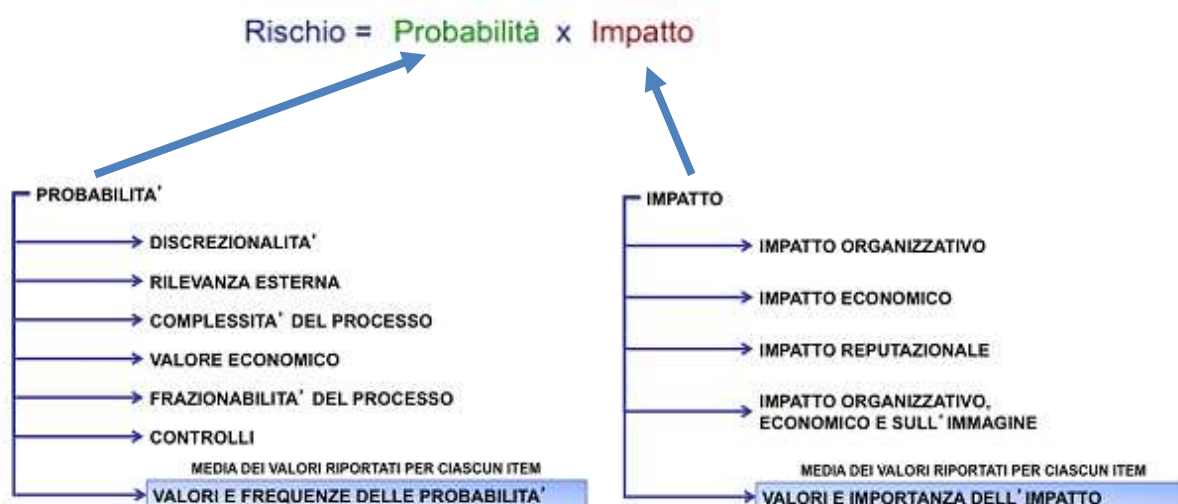 Rischio = Probabilità x Impatto
PROBABILITA'
DISCREZIONALITA'
RILEVANZA ESTERNA
COMPLESSITA' DEL PROCESSO
VALORE ECONOMICO
FRAZIONABILITA' DEL PROCESSO
CONTROLLI
MEDIA DEI VALORI RIPORTATI PER CIASCUN ITEM
VALORI E FREQUENZE DELLE PROBABILITA'
IMPATTO
IMPATTO ORGANIZZATIVO
IMPATTO ECONOMICO
IMPATTO REPUTAZIONALE
IMPATTO ORGANIZZATIVO,
ECONOMICO E SULL'IMMAGINE
MEDIA DEI VALORI RIPORTATI PER CIASCUN ITEM
VALORI E IMPORTANZA DELL'IMPATTO